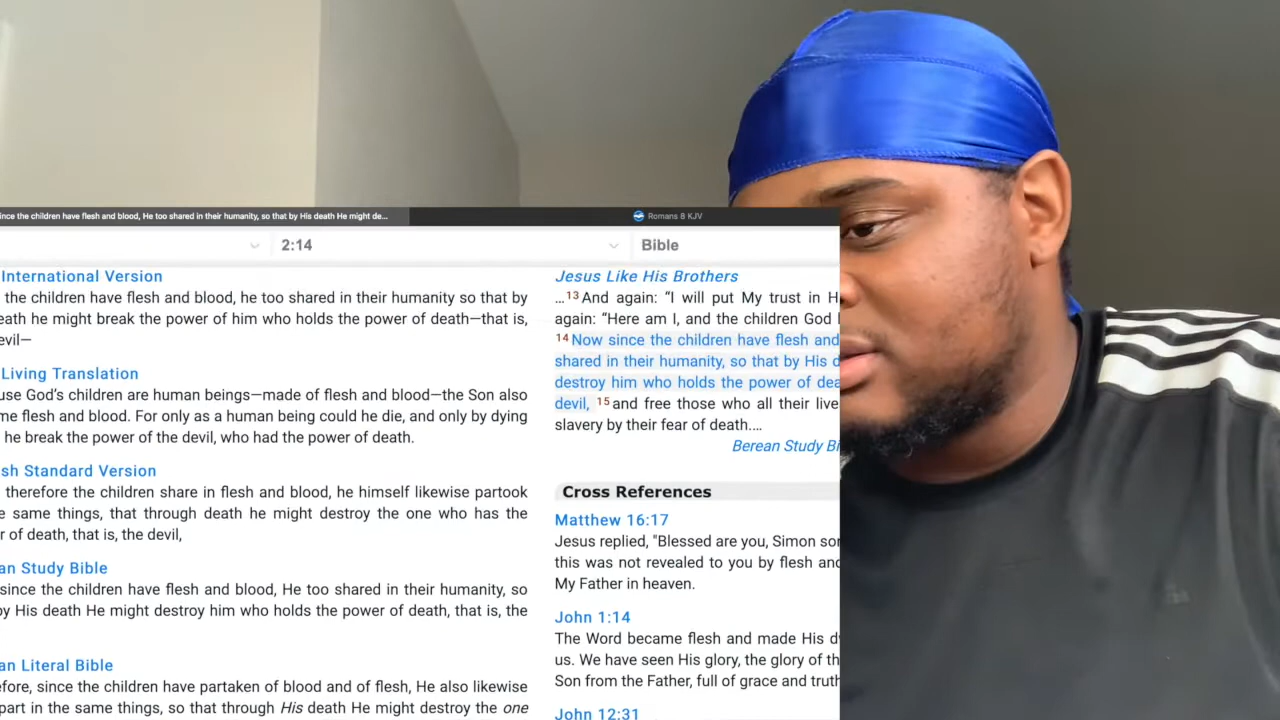 ince the children have flesh and blood, He too shared in their humanity, so that by His death He might de...
Romans 8 KJV
2:14
Bible
International Version
the children have flesh and blood, he too shared in their humanity so that by
eath he might break the power of him who holds the power of death—that is,
evil—
Living Translation
use God's children are human beings—made of flesh and blood—the Son also
me flesh and blood. For only as a human being could he die, and only by dying
he break the power of the devil, who had the power of death.
sh Standard Version
therefore the children share in flesh and blood, he himself likewise partook
e same things, that through death he might destroy the one who has the
r of death, that is, the devil,
an Study Bible
since the children have flesh and blood, He too shared in their humanity, so
by His death He might destroy him who holds the power of death, that is, the
an Literal Bible
efore, since the children have partaken of blood and of flesh, He also likewise
part in the same things, so that through His death He might destroy the one
Jesus Like His Brothers
...13 And again: “I will put My trust in H
again: “Here am I, and the children God
14 Now since the children have flesh and
shared in their humanity, so that by His d
destroy him who holds the power of dea
devil, 15 and free those who all their live
slavery by their fear of death....
Berean Study Bi
Cross References
Matthew 16:17
Jesus replied, "Blessed are you, Simon so
this was not revealed to you by flesh and
My Father in heaven.
John 1:14
The Word became flesh and made His d
us. We have seen His glory, the glory of th
Son from the Father, full of grace and truth
John 12:31